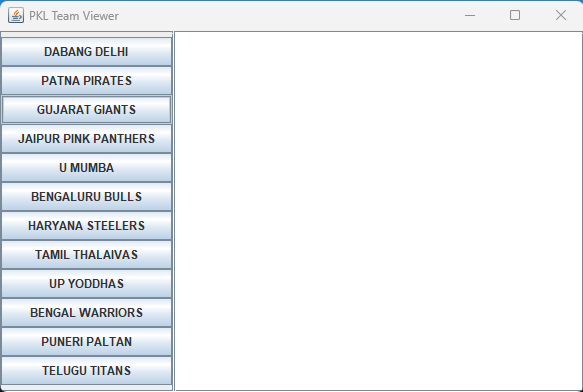 PKL Team Viewer
DABANG DELHI
PATNA PIRATES
GUJARAT GIANTS
JAIPUR PINK PANTHERS
U MUMBA
BENGALURU BULLS
HARYANA STEELERS
TAMIL THALAIVAS
UP YODDHAS
BENGAL WARRIORS
PUNERI PALTAN
TELUGU TITANS